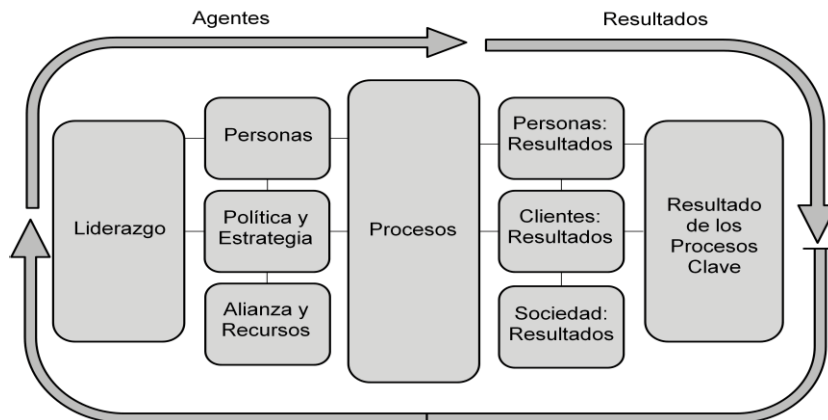 Agentes
Resultados
Liderazgo
Personas
Política y
Estrategia
Alianza y
Recursos
Procesos
Personas:
Resultados
Clientes:
Resultados
Sociedad:
Resultados
Resultado
de los
Procesos
Clave